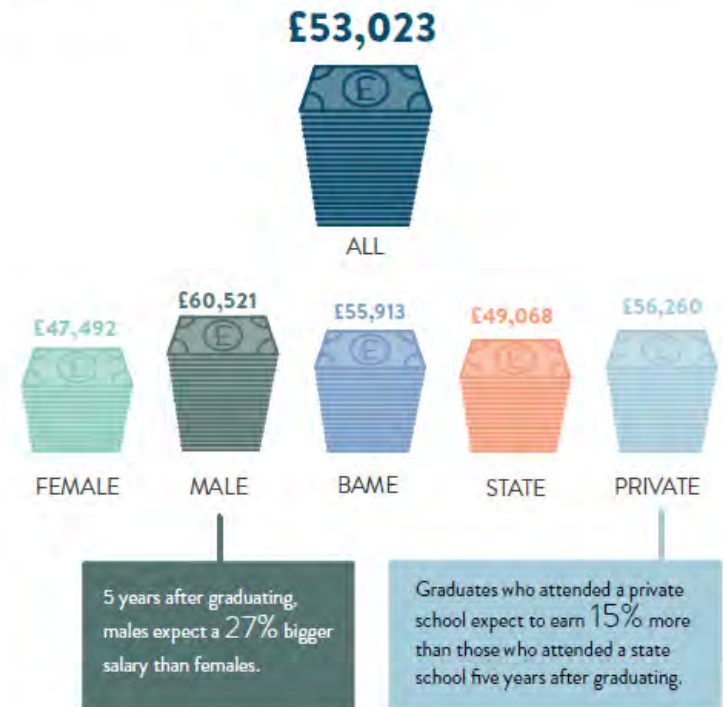 £53,023
£
ALL
£47,492
£60,521
£55,913
£49,068
£56,260
£
£
£
£
£
FEMALE
MALE
BAME
STATE
PRIVATE
5 years after graduating,
males expect a 27% bigger
salary than females.
Graduates who attended a private
school expect to earn 15% more
than those who attended a state
school five years after graduating.